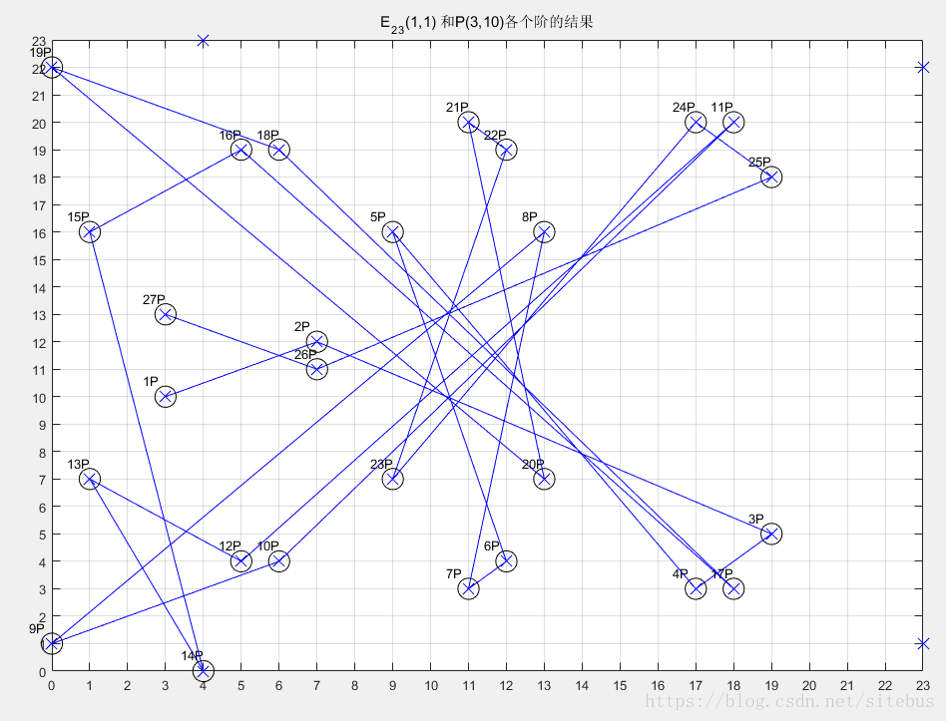 E23(1,1) 和P(3,10)各个阶的结果
23
19P
22
21
21P
24P
11P
20
16P
18P
22P
19
25P
18
17
15P
5P
8P
16
15
14
27P
13
2P
12
26P
11
1P
10
9
8
13P
23P
20P
7
6
3P
5
12P
10P
6P
4
7P
4P
17P
3
2
9P
1
14P
0
0 1 2 3 4 5 6 7 8 9 10 11 12 13 14 15 16 17 18 19 20 21 22 23
https://blog.csdn.net/sitebus